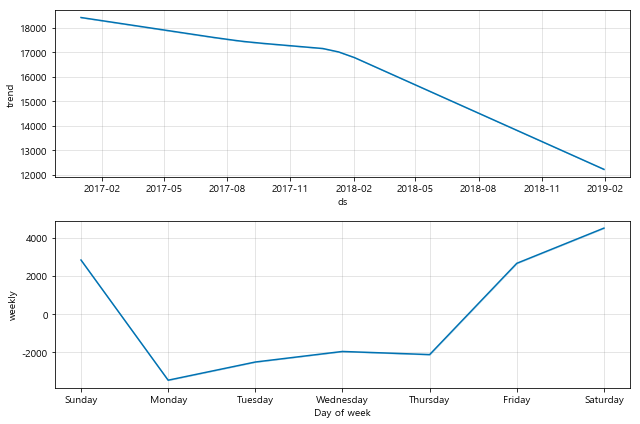 18000
17000
16000
15000
14000
13000
12000
trend
2017-02 2017-05 2017-08 2017-11 2018-02 2018-05 2018-08 2018-11 2019-02
ds
4000
2000
0
-2000
weekly
Sunday Monday Tuesday Wednesday Thursday Friday Saturday
Day of week